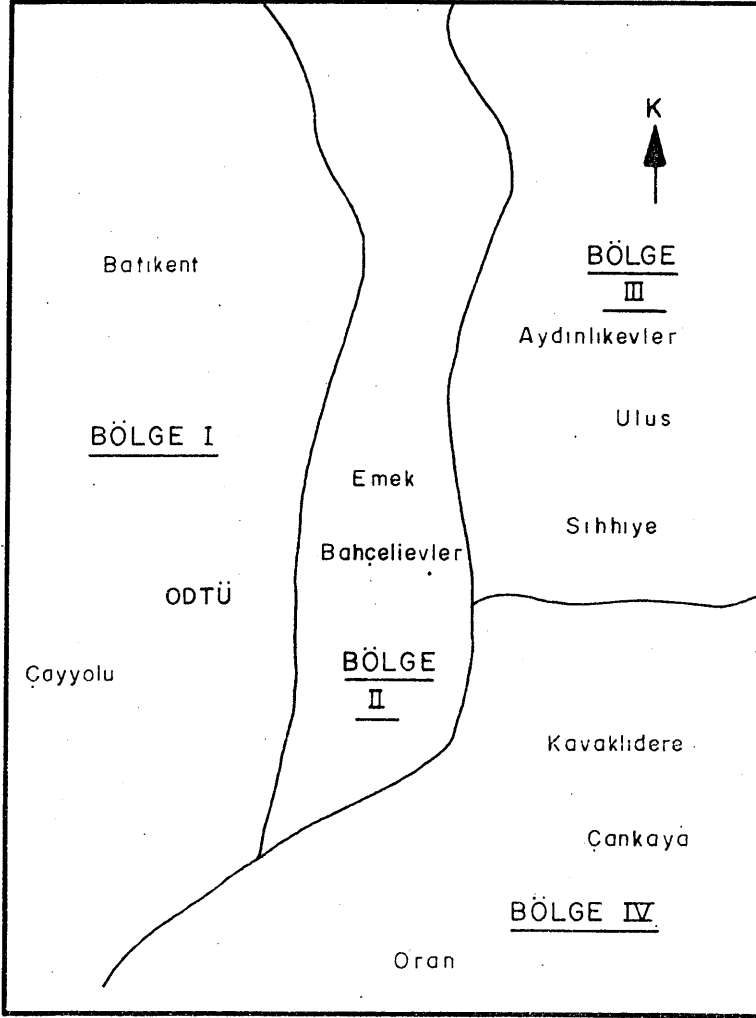 K
BÖLGE
III
Batıkent
Aydınlıkevler
Ulus
BÖLGE I
Emek
Sıhhıye
Bahçelievler
ODTÜ
BÖLGE
II
Çayyolu
Kavaklıdere
Çankaya
BÖLGE IV
Oran